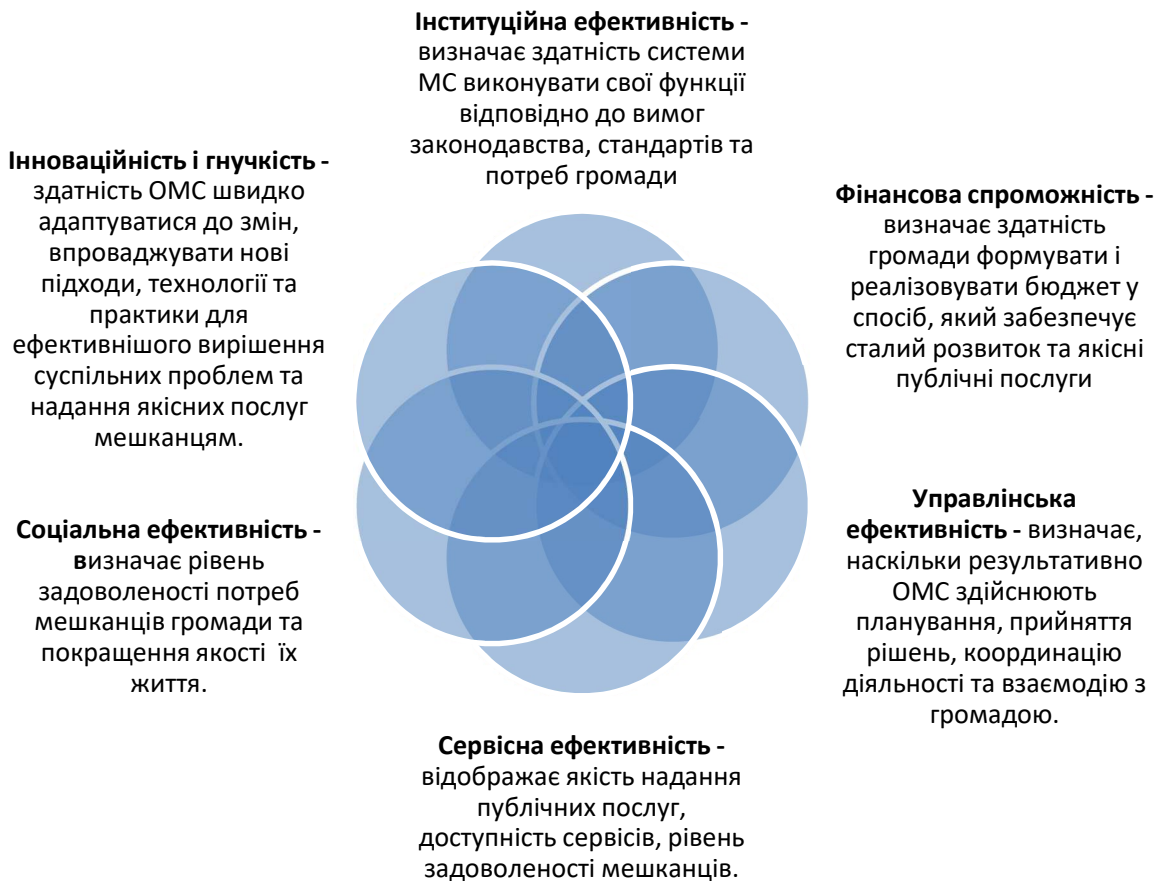 Інституційна ефективність -
визначає здатність системи
МС виконувати свої функції
відповідно до вимог
законодавства, стандартів та
потреб громади
Інноваційність і гнучкість -
здатність ОМС швидко
адаптуватися до змін,
впроваджувати нові
підходи, технології та
практики для
ефективнішого вирішення
суспільних проблем та
надання якісних послуг
мешканцям.
Фінансова спроможність -
визначає здатність
громади формувати і
реалізовувати бюджет у
спосіб, який забезпечує
сталий розвиток та якісні
публічні послуги
Соціальна ефективність -
визначає рівень
задоволеності потреб
мешканців громади та
покращення якості  їх
життя.
Управлінська
ефективність - визначає,
наскільки результативно
ОМС здійснюють
планування, прийняття
рішень, координацію
діяльності та взаємодію з
громадою.
Сервісна ефективність -
відображає якість надання
публічних послуг,
доступність сервісів, рівень
задоволеності мешканців.